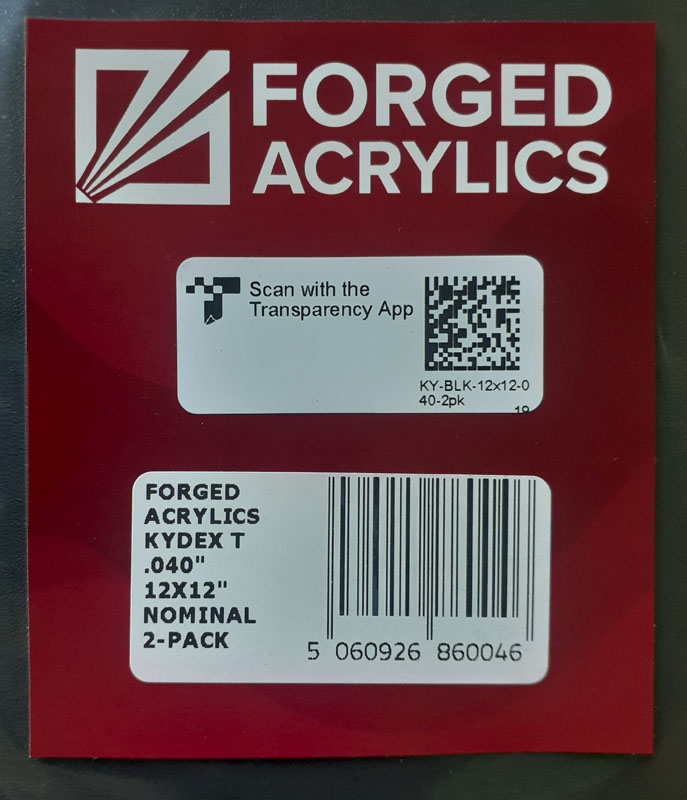 FORGED
ACRYLICS
Scan with the
Transparency App
KY-BLK-12x12-0
40-2pk
19
FORGED
ACRYLICS
KYDEX T
.040"
12X12"
NOMINAL
2-PACK
5 060926 860046